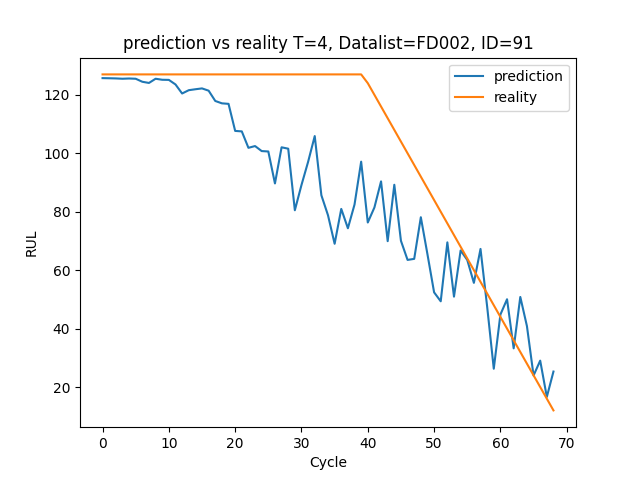 prediction vs reality T=4, Datalist=FD002, ID=91
prediction
reality
120
100
80
60
40
20
RUL
0 10 20 30 40 50 60 70
Cycle